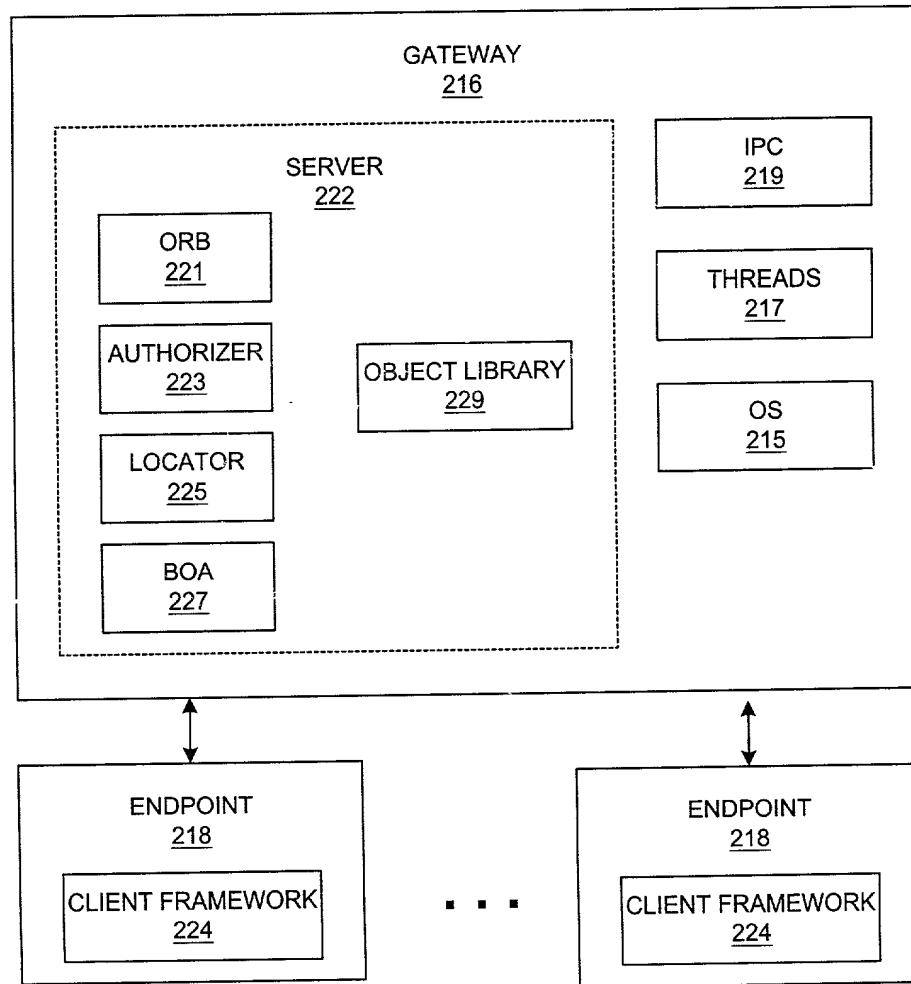 GATEWAY
216
SERVER
222
ORB
221
AUTHORIZER
223
LOCATOR
225
BOA
227
OBJECT LIBRARY
229
IPC
219
THREADS
217
OS
215
ENDPOINT
218
CLIENT FRAMEWORK
224
ENDPOINT
218
CLIENT FRAMEWORK
224